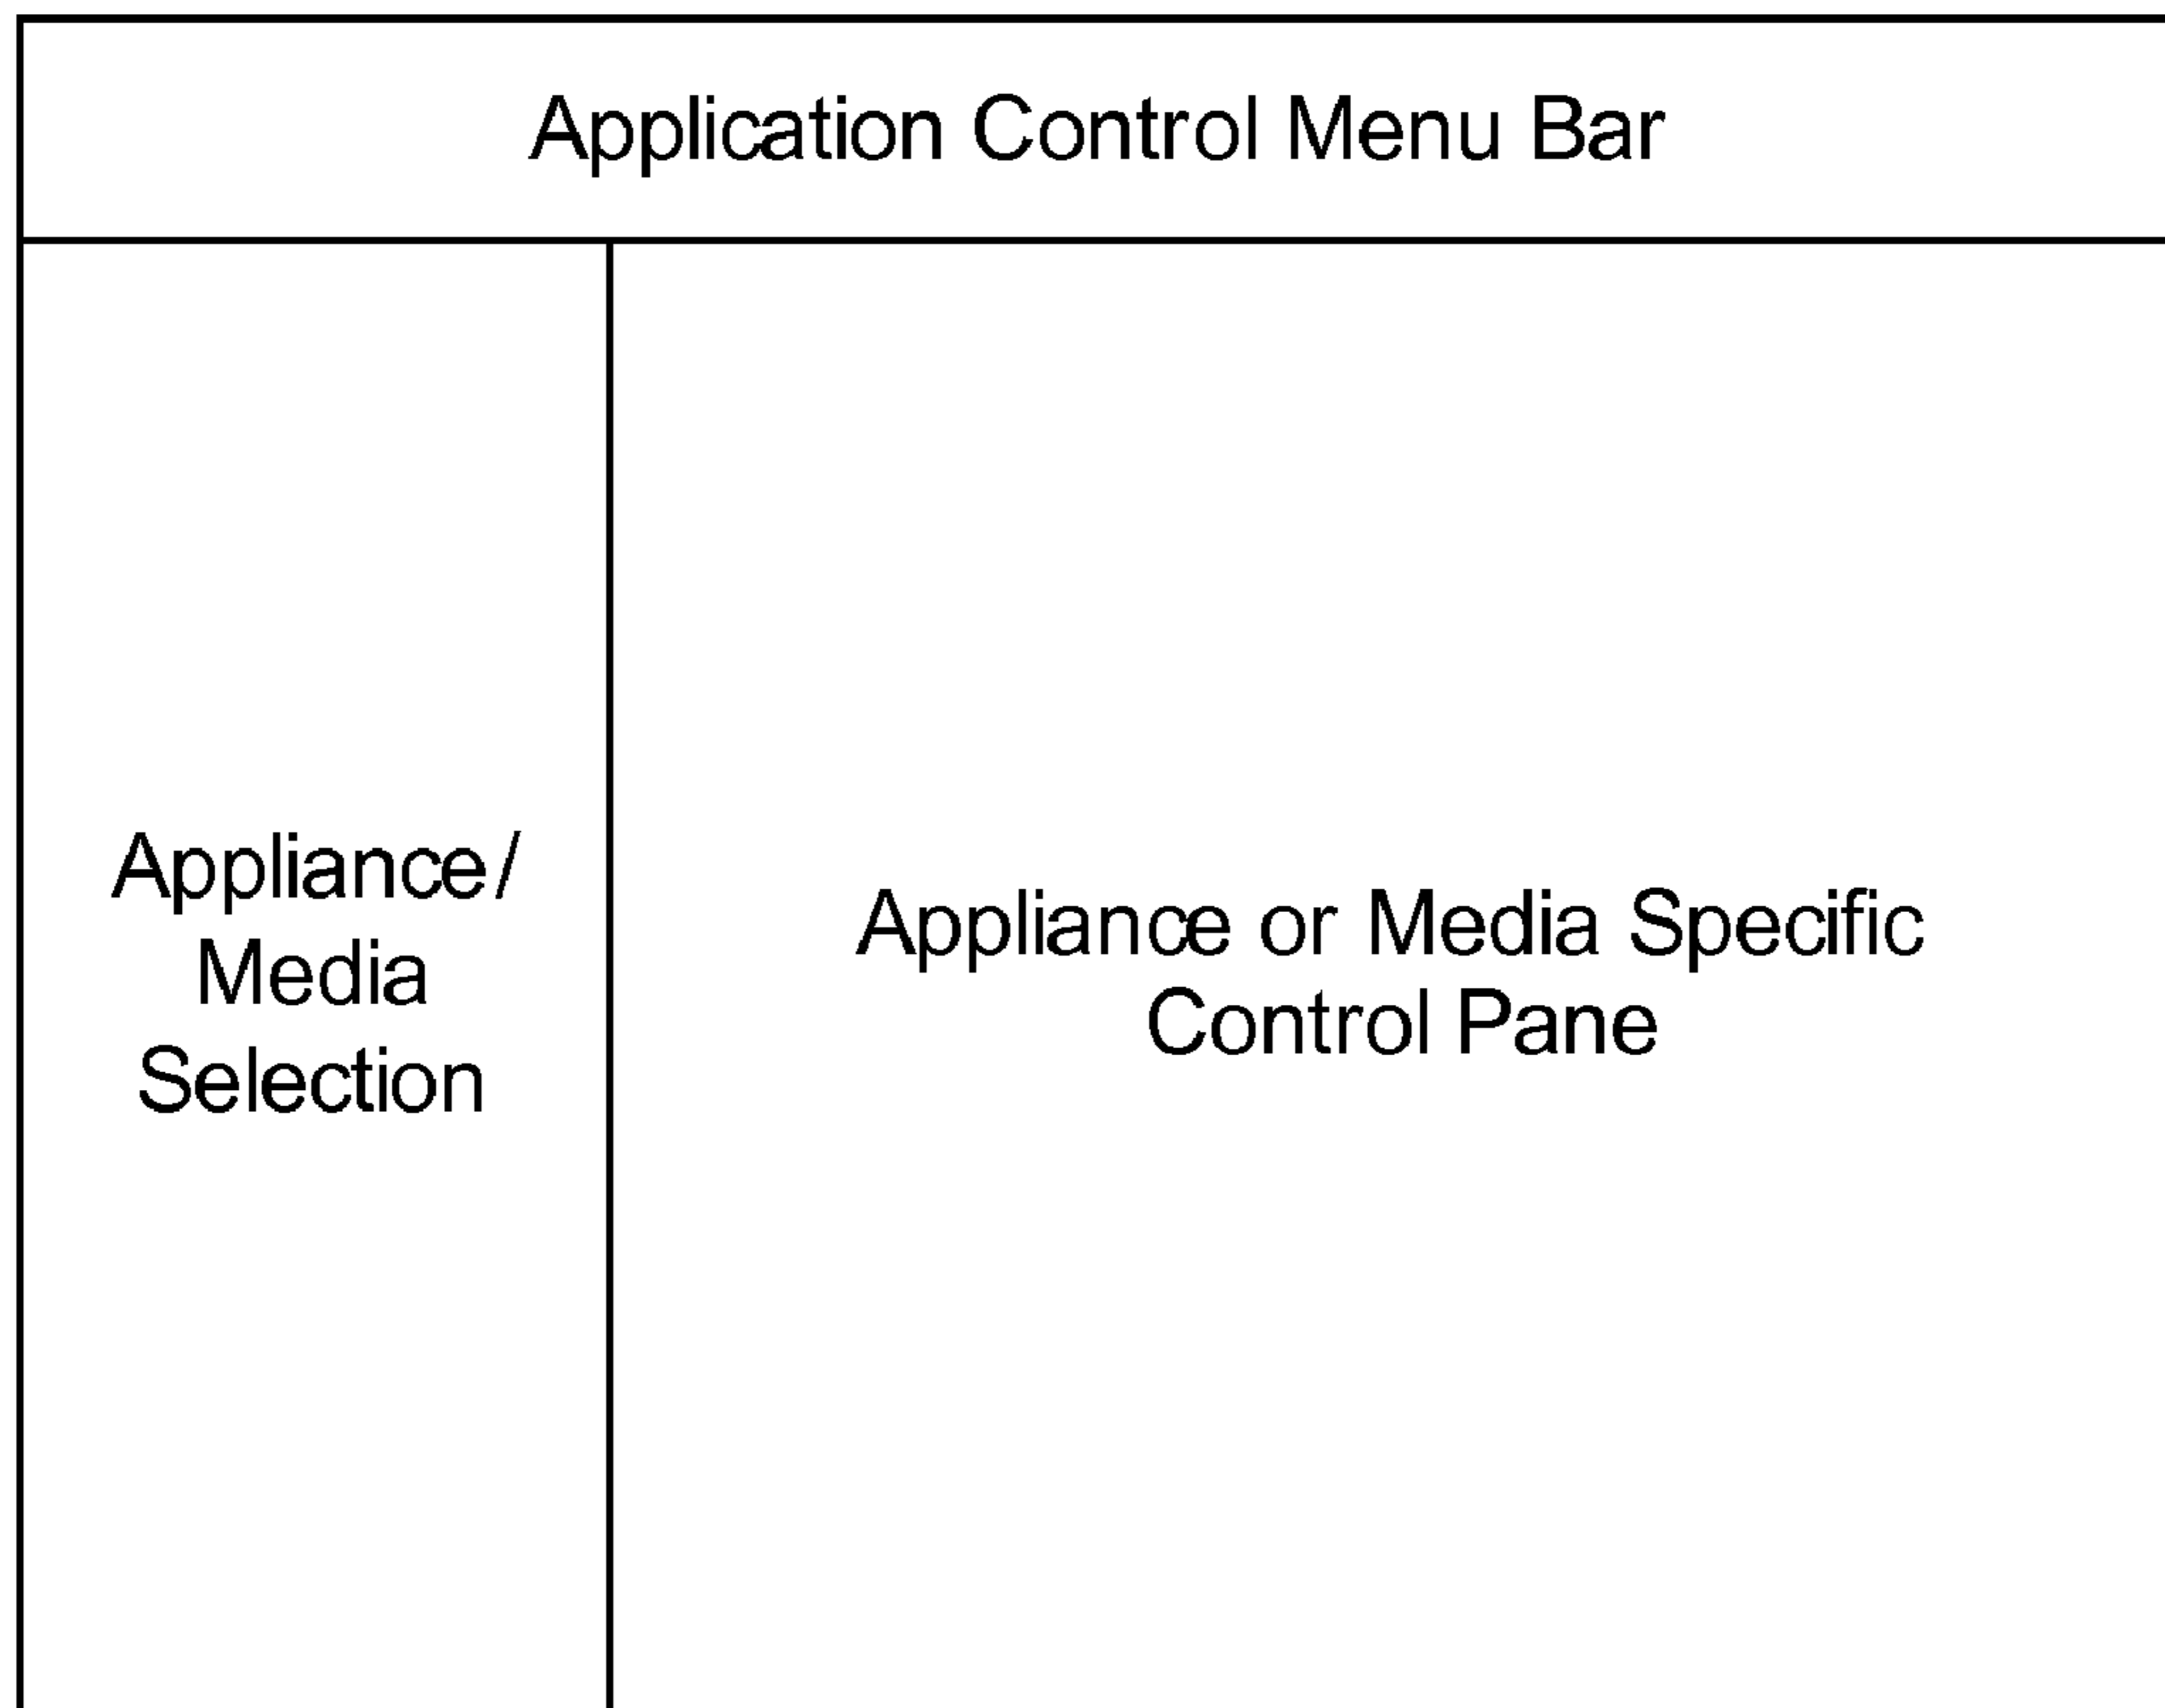 Application Control Menu Bar
Appliance/
Media
Selection
Appliance or Media Specific
Control Pane